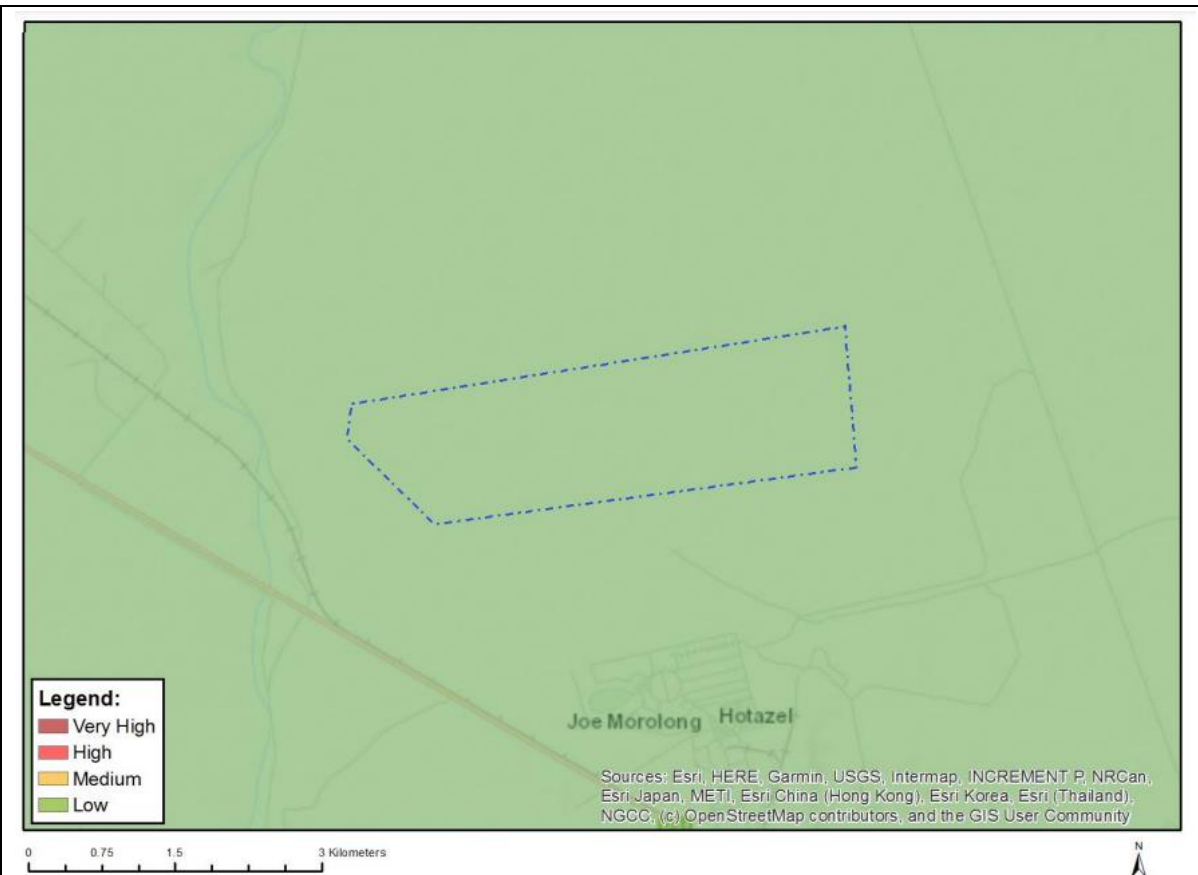 Legend:
Very High
High
Medium
Low
Joe Morolong
Hotazel
Sources: Esri, HERE, Garmin, USGS, Intermap, INCREMENT P, NRCan,
Esri Japan, METI, Esri China (Hong Kong), Esri Korea, Esri (Thailand),
NGCC, (c) OpenStreetMap contributors, and the GIS User Community
0 0.75 1.5 3 Kilometers
N